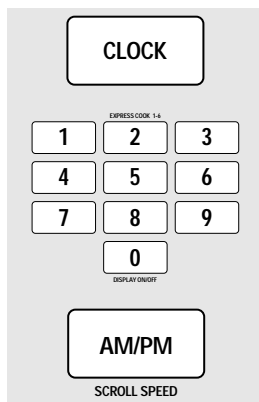 CLOCK
EXPRESS COOK 1-6
1 2 3
4 5 6
7 8 9
0
DISPLAY ON/OFF
AM/PM
SCROLL SPEED